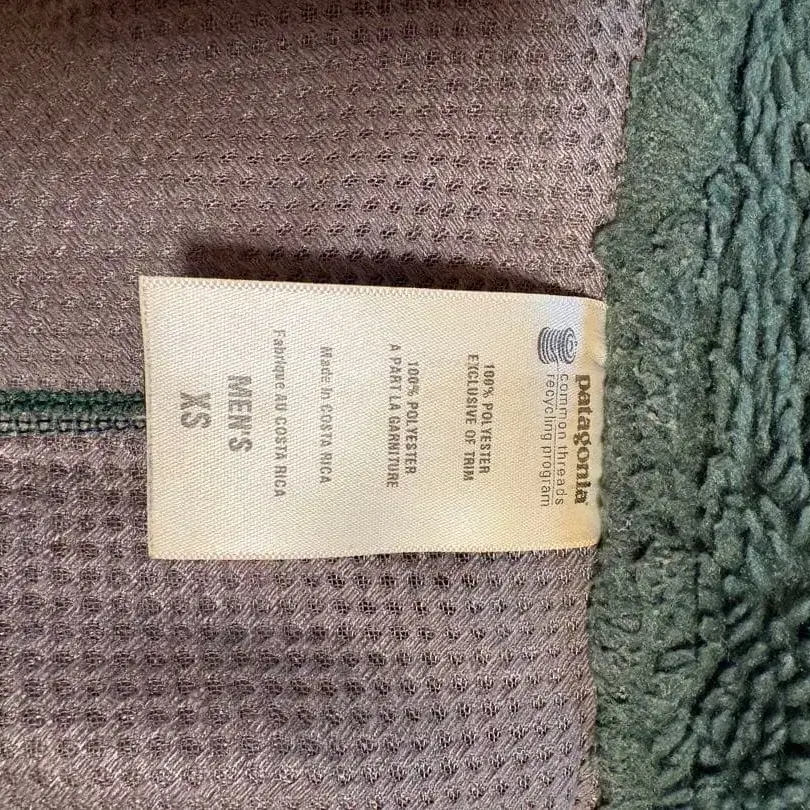 patagonia®
common threads
recycling program
100% POLYESTER
EXCLUSIVE OF TRIM
100% POLYESTER
A PART LA GARNITURE
Made in COSTA RICA
Fabrique AU COSTA RICA
MEN'S
XS